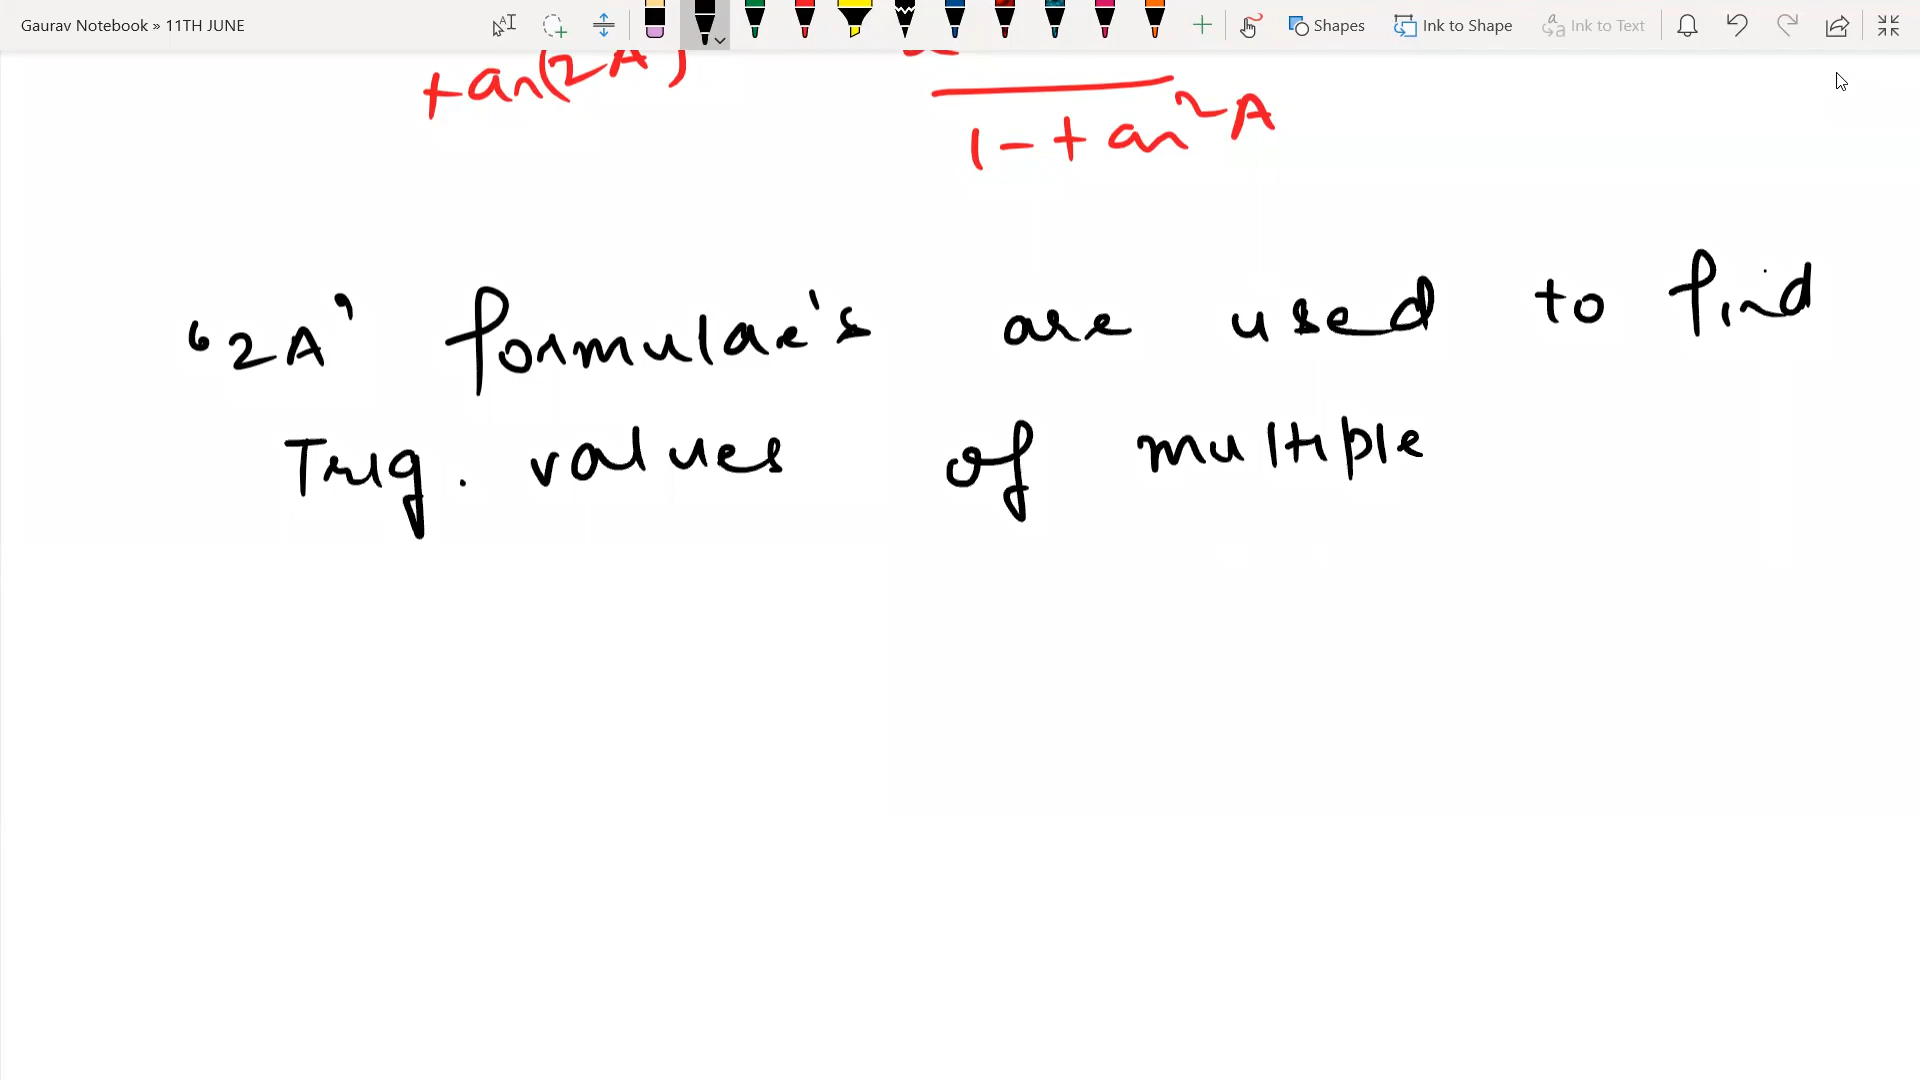 Gaurav Notebook » 11TH JUNE
Shapes
Ink to Shape
Ink to Text
tan(2A)
1 - tan²A
"2A' formulae's are used to find
Trig. values of multiple